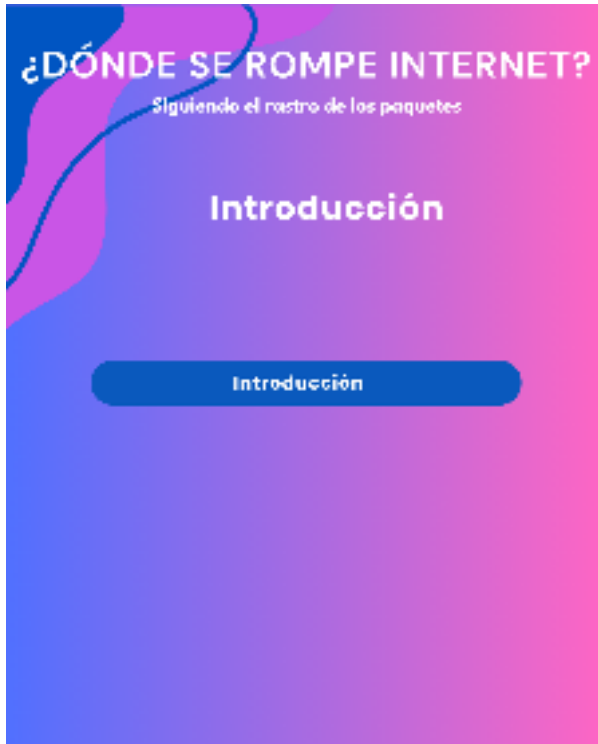 ¿DÓNDE SE ROMPE INTERNET?
Siguiendo el rastro de los paquetes
Introducción
Introducción